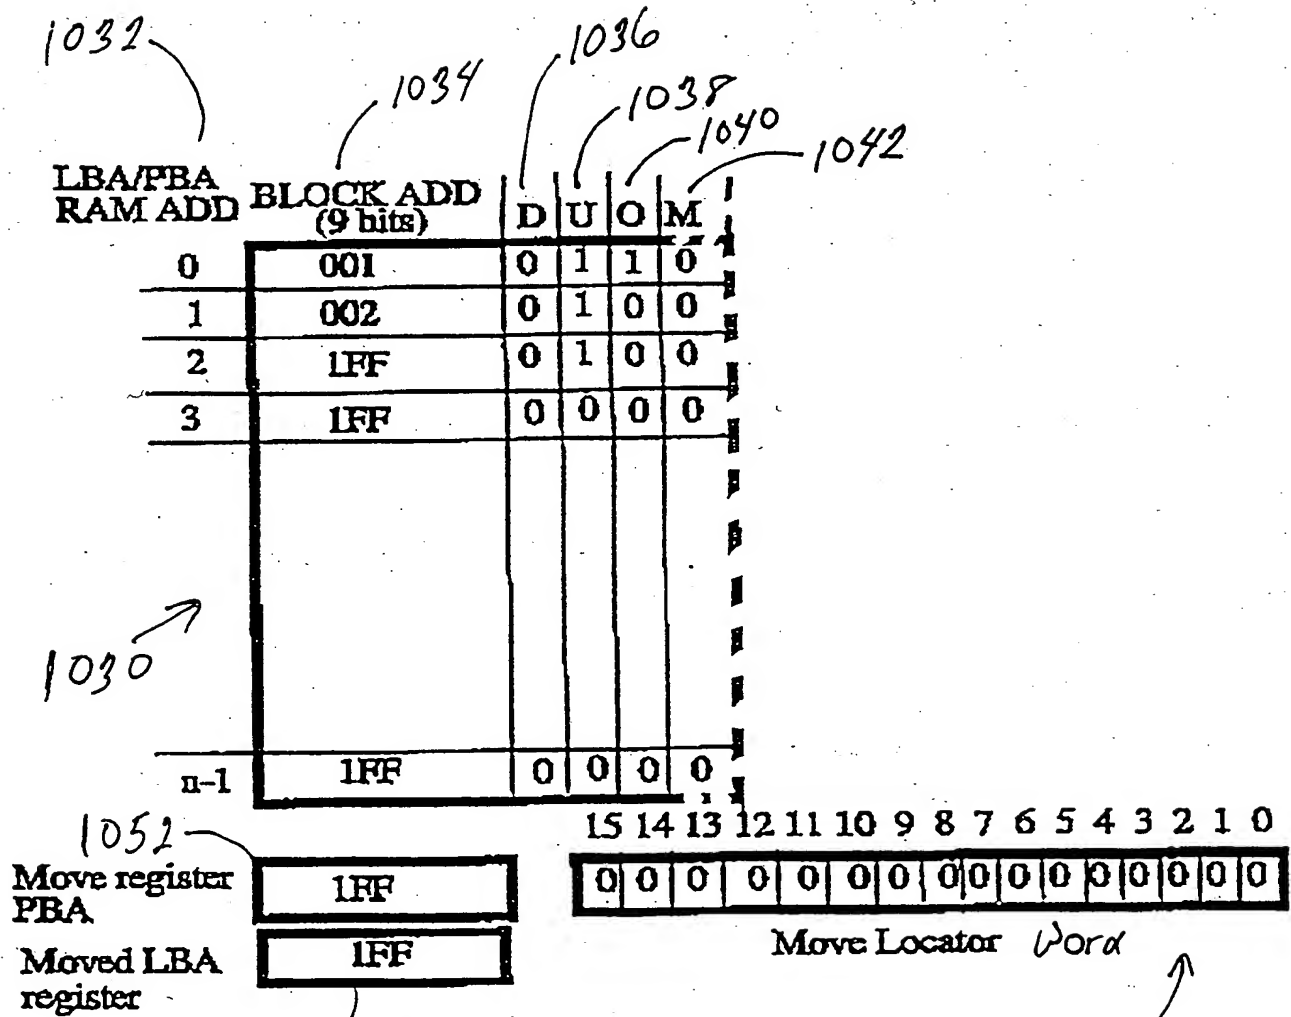 1032
1036
1034
1038
1040
1042
LBA/PBA
RAM ADD
BLOCK ADD
(9 bits)
D U O M
0 001 0 1 1 0
1 002 0 1 0 0
2 1FF 0 1 0 0
3 1FF 0 0 0 0
1030
n-1 1FF 0 0 0 0
1052
15 14 13 12 11 10 9 8 7 6 5 4 3 2 1 0
Move register
PBA
1FF
0 0 0 0 0 0 0 0 0 0 0 0 0 0 0 0
Moved LBA
register
1FF
Move Locator Word